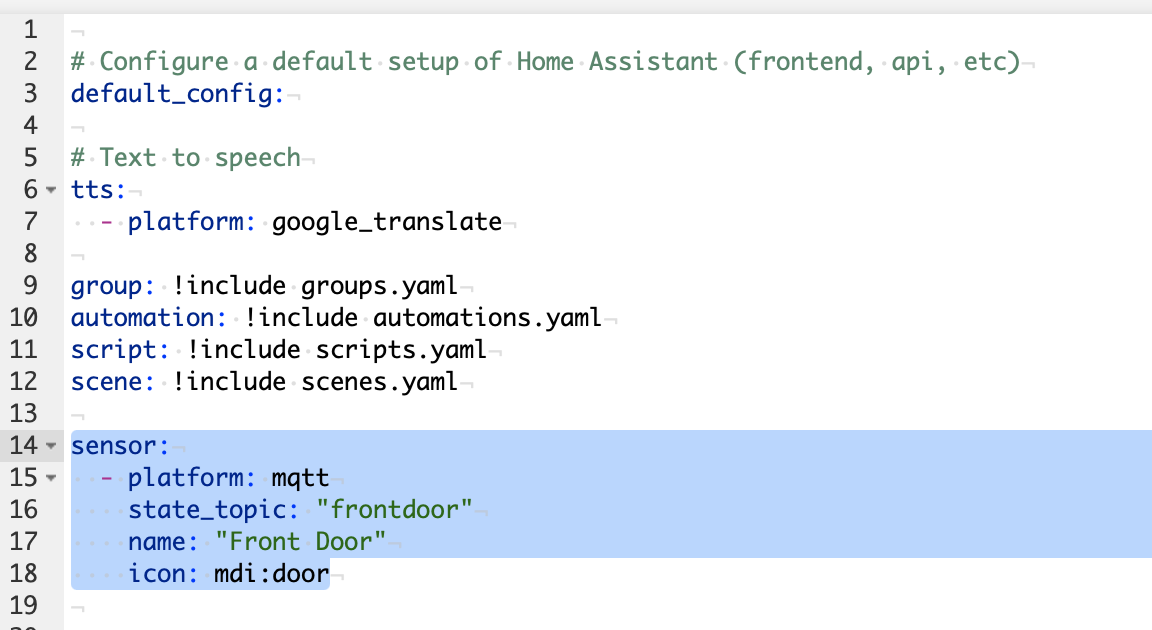 1
2 # Configure a default setup of Home Assistant (frontend, api, etc)
3 default_config:
4
5 # Text to speech
6 tts:
7   - platform: google_translate
8
9 group: !include groups.yaml
10 automation: !include automations.yaml
11 script: !include scripts.yaml
12 scene: !include scenes.yaml
13
14 sensor:
15   - platform: mqtt
16     state_topic: "frontdoor"
17     name: "Front Door"
18     icon: mdi:door
19